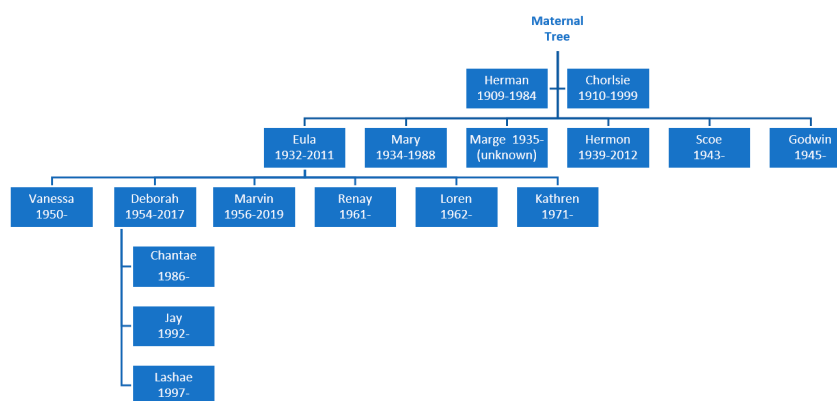 Maternal
Tree
Herman
1909-1984
Chorlsie
1910-1999
Eula
1932-2011
Mary
1934-1988
Marge 1935-
(unknown)
Hermon
1939-2012
Scoe
1943-
Godwin
1945-
Vanessa
1950-
Deborah
1954-2017
Marvin
1956-2019
Renay
1961-
Loren
1962-
Kathren
1971-
Chantae
1986-
Jay
1992-
Lashae
1997-